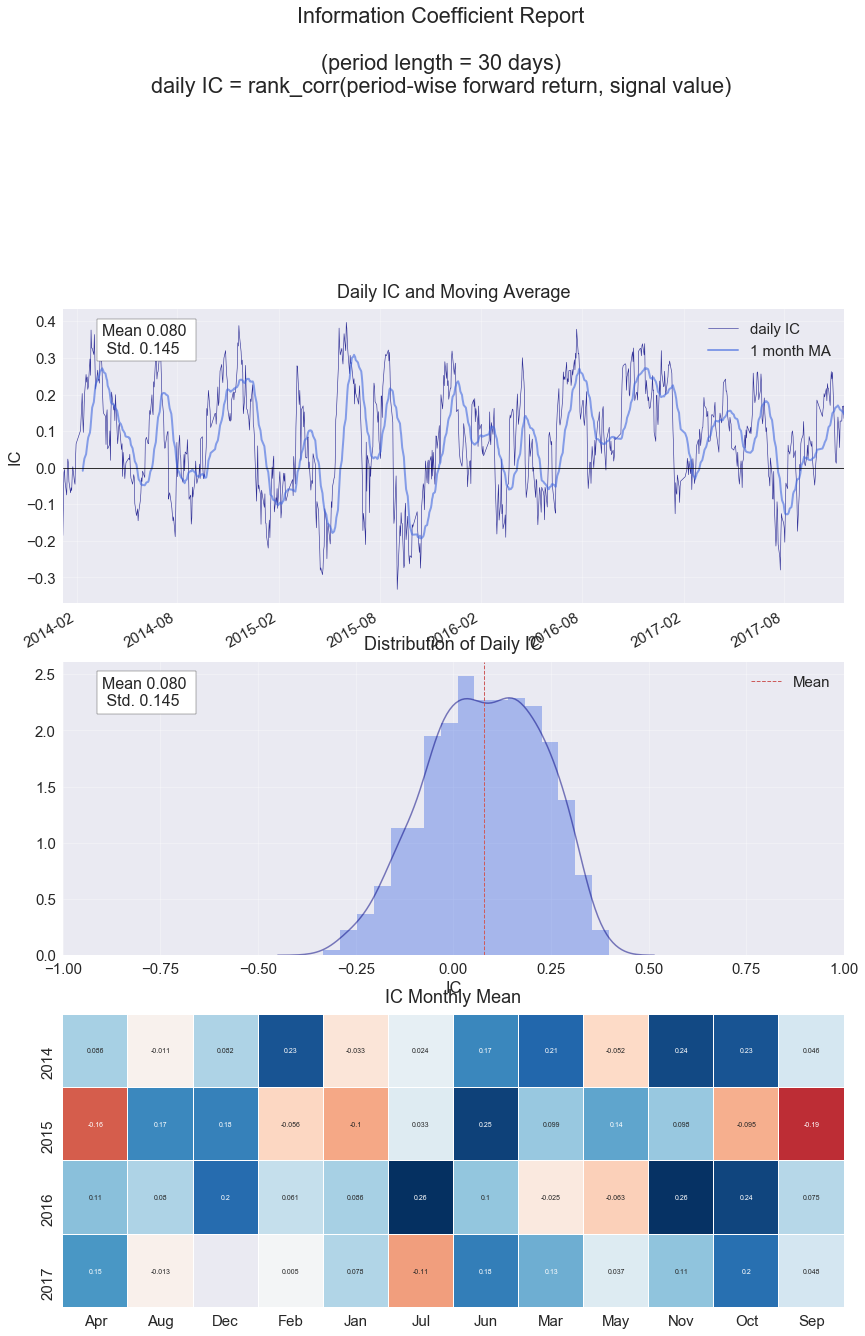 Information Coefficient Report
(period length = 30 days)
daily IC = rank_corr(period-wise forward return, signal value)
Daily IC and Moving Average
Mean 0.080
Std. 0.145
daily IC
1 month MA
IC
0.4
0.3
0.2
0.1
0.0
−0.1
−0.2
−0.3
2014-02 2014-08 2015-02 2015-08 2016-02 2016-08 2017-02 2017-08
Distribution of Daily IC
Mean 0.080
Std. 0.145
Mean
2.5
2.0
1.5
1.0
0.5
0.0
−1.00 −0.75 −0.50 −0.25 0.00 0.25 0.50 0.75 1.00
IC
IC Monthly Mean
2014 0.086 -0.011 0.082 0.23 -0.033 0.024 0.17 0.21 -0.052 0.24 0.23 0.046
2015 -0.16 0.17 0.18 -0.056 -0.1 0.033 0.25 0.099 0.14 0.098 -0.095 -0.19
2016 0.11 0.08 0.2 0.061 0.086 0.26 0.1 -0.025 -0.063 0.26 0.24 0.075
2017 0.15 -0.013 0.005 0.078 -0.11 0.18 0.13 0.037 0.11 0.2 0.048
Apr Aug Dec Feb Jan Jul Jun Mar May Nov Oct Sep